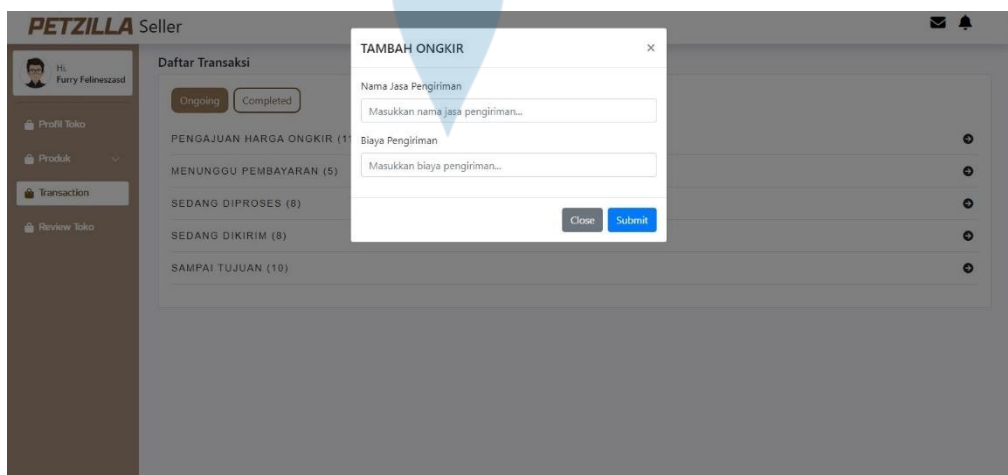 PETZILLA Seller
Hi,
Furry Felineszasd
Profil Toko
Produk
Transaction
Review Toko
Daftar Transaksi
Ongoing Completed
PENGAJUAN HARGA ONGKIR (1
MENUNGGU PEMBAYARAN (5)
SEDANG DIPROSES (8)
SEDANG DIKIRIM (8)
SAMPAI TUJUAN (10)
TAMBAH ONGKIR ×
Nama Jasa Pengiriman
Masukkan nama jasa pengiriman...
Biaya Pengiriman
Masukkan biaya pengiriman...
Close Submit